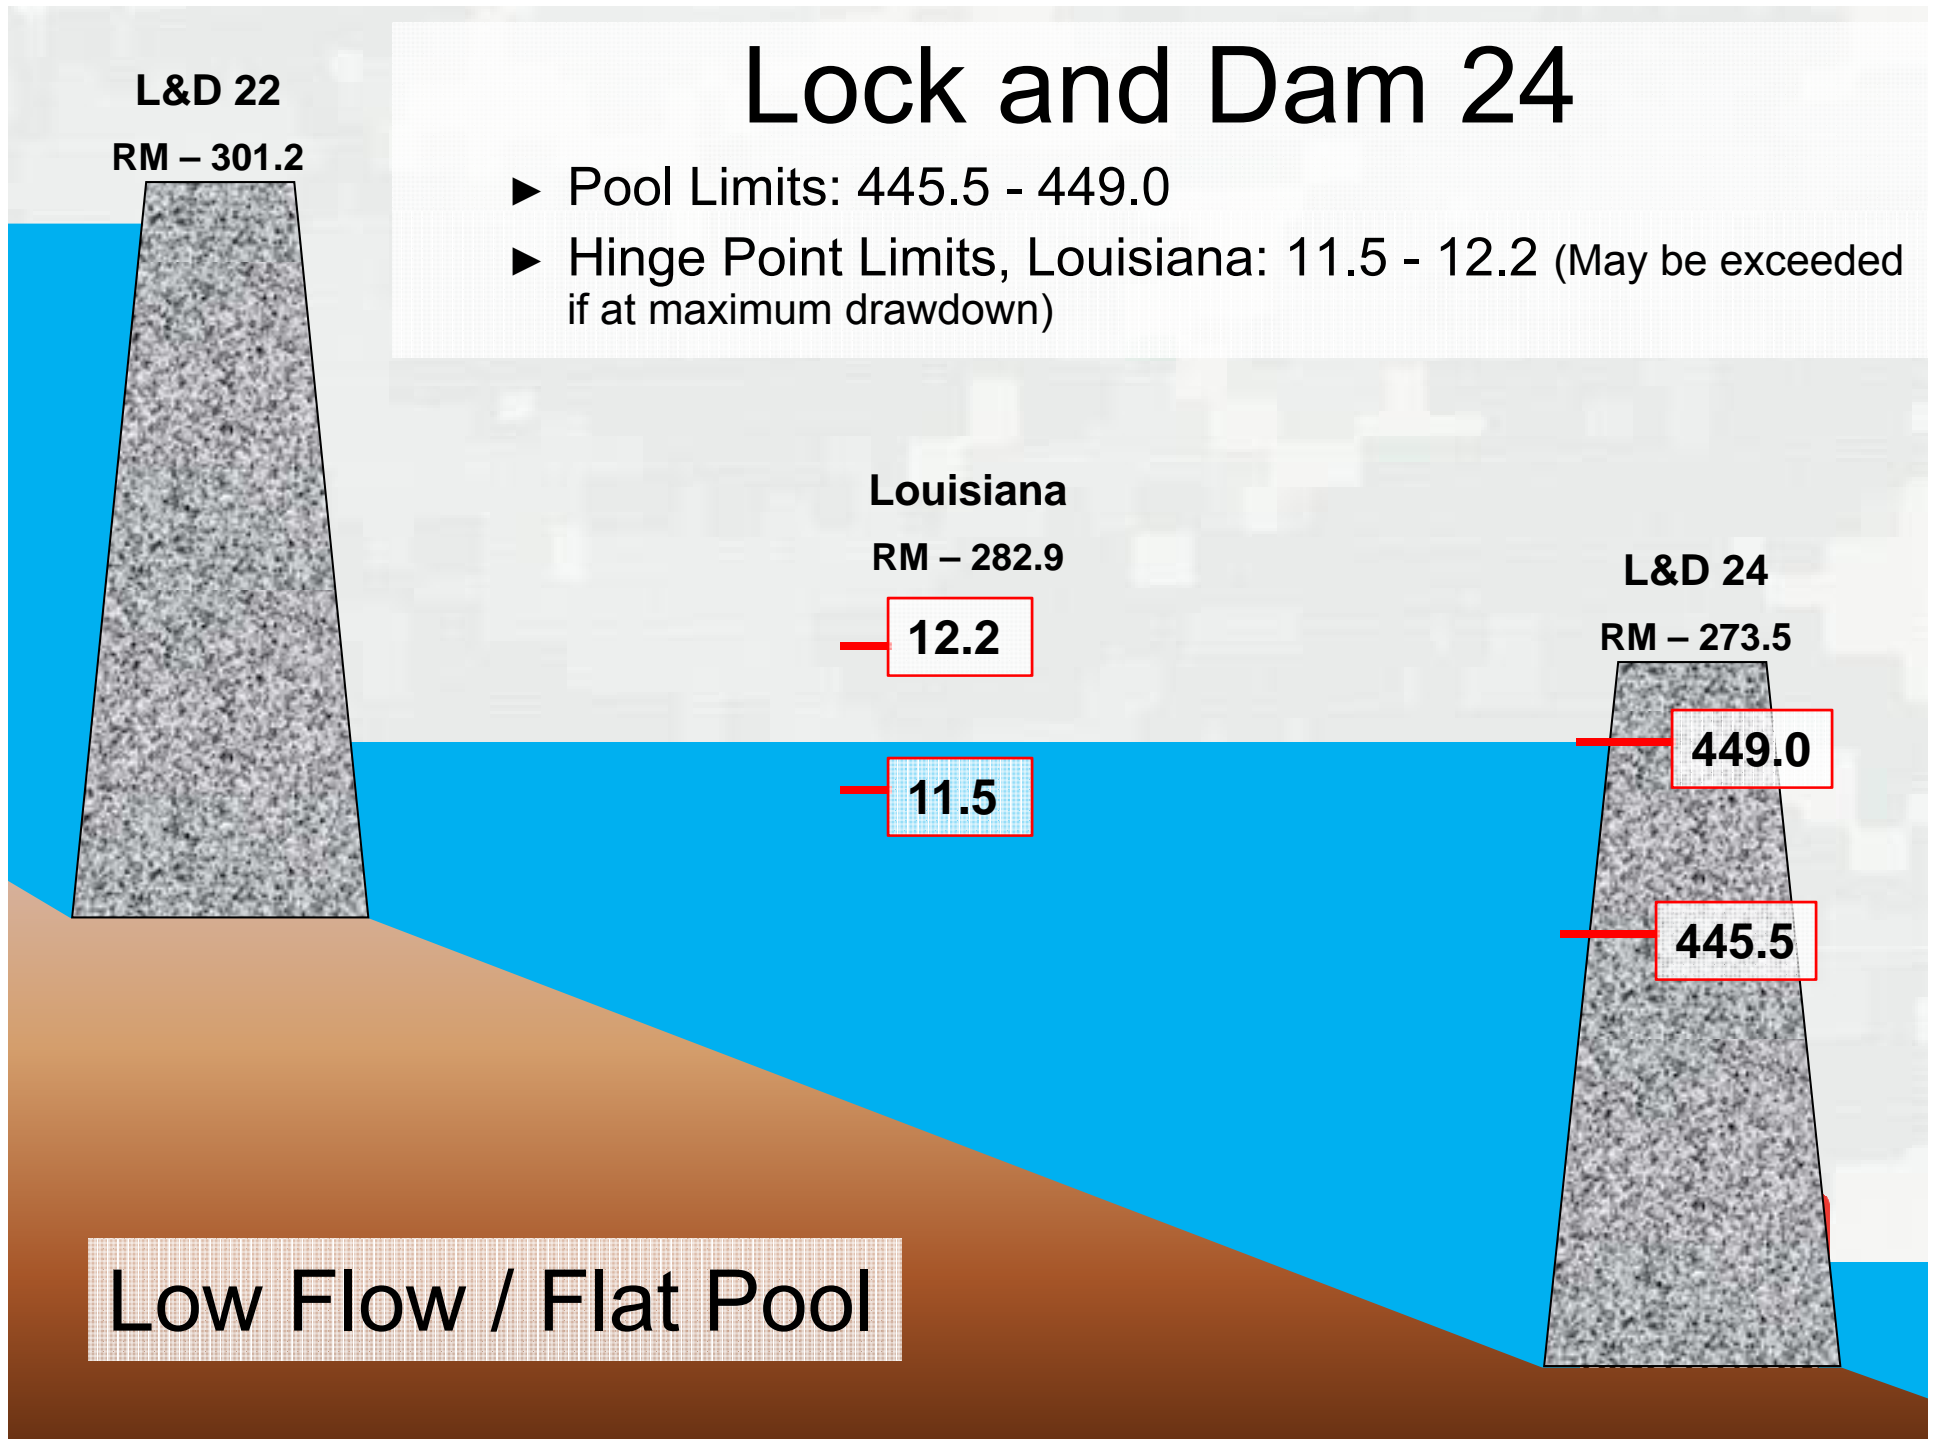 Lock and Dam 24
► Pool Limits: 445.5 - 449.0
► Hinge Point Limits, Louisiana: 11.5 - 12.2 (May be exceeded
if at maximum drawdown)
L&D 22
RM – 301.2
Louisiana
RM – 282.9
12.2
11.5
L&D 24
RM – 273.5
449.0
445.5
Low Flow / Flat Pool